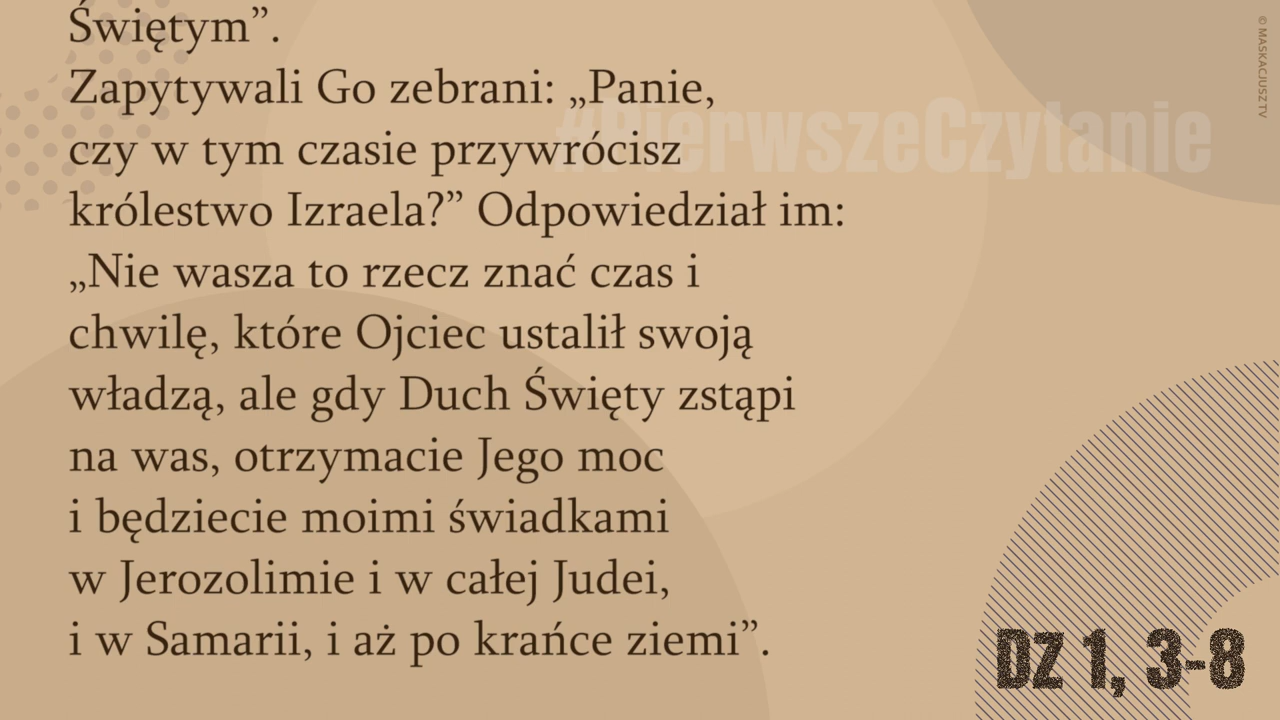 Świętym”.
Zapytywali Go zebrani: „Panie,
czy w tym czasie przywrócisz
królestwo Izraela?” Odpowiedział im:
„Nie wasza to rzecz znać czas i
chwilę, które Ojciec ustalił swoją
władzą, ale gdy Duch Święty zstąpi
na was, otrzymacie Jego moc
i będziecie moimi świadkami
w Jerozolimie i w całej Judei,
i w Samarii, i aż po krańce ziemi”.
#PierwszeCzytanie
© MASKACJUSZ TV
DZ 1, 3-8